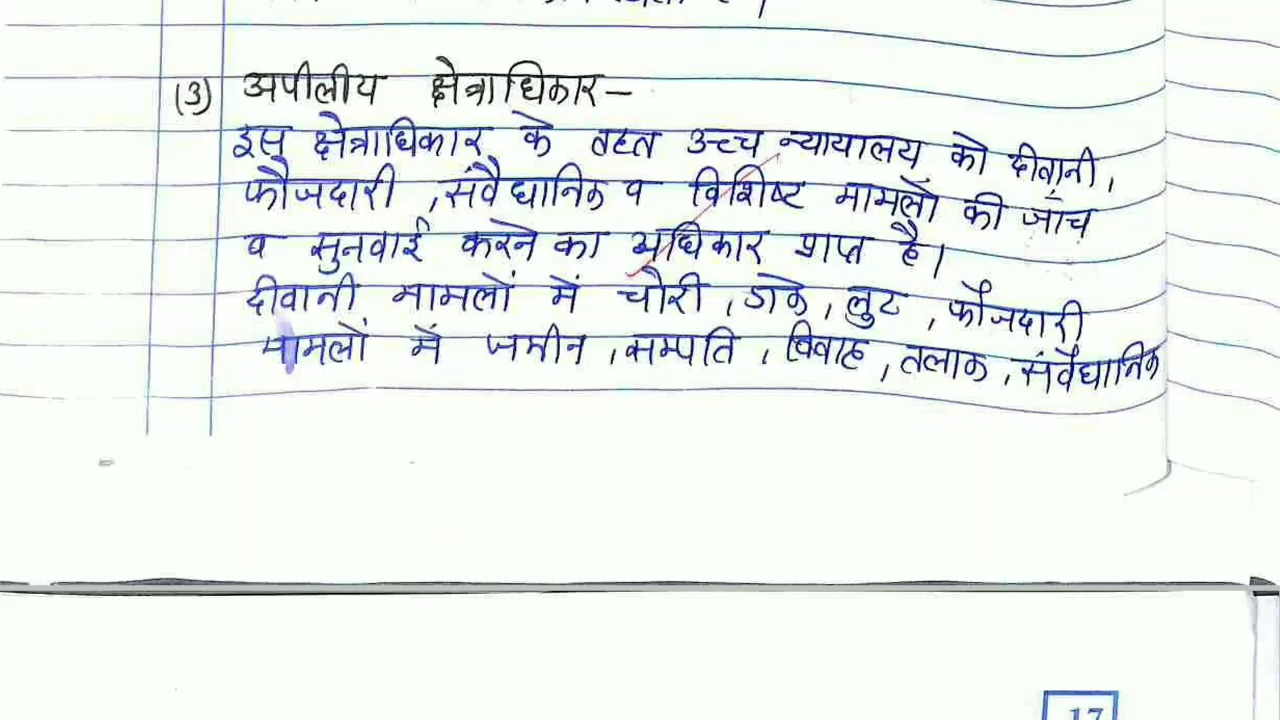 (3) अपीलीय क्षेत्राधिकार –
इस क्षेत्राधिकार के तहत उच्च न्यायालय को दीवानी,
फौजदारी, संवैधानिक व विशिष्ट मामलों की जाँच
व सुनवाई करने का अधिकार प्राप्त है।
दीवानी मामलों में चोरी, डाके, लुट, फौजदारी
मामलों में जमीन, सम्पति, विवाह, तलाक, संवैधानिक
17